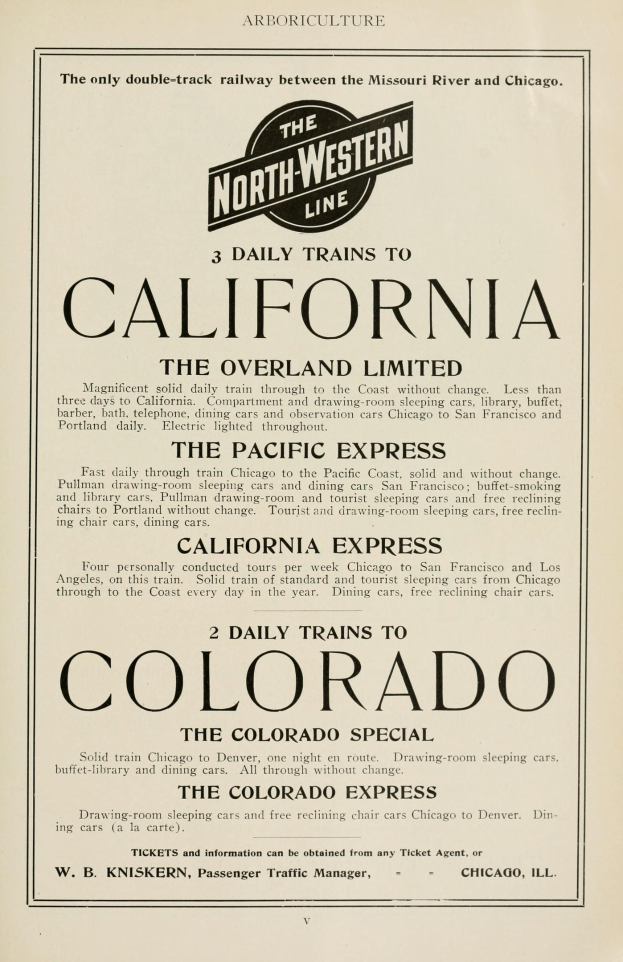 ARBORICULTURE
The only double-track railway between the Missouri River and Chicago.
THE
NORTH-WESTERN
LINE
3 DAILY TRAINS TO
CALIFORNIA
THE OVERLAND LIMITED
Magnificent solid daily train through to the Coast without change. Less than
three days to California. Compartment and drawing-room sleeping cars, library, buffet,
barber, bath, telephone, dining cars and observation cars Chicago to San Francisco and
Portland daily. Electric lighted throughout.
THE PACIFIC EXPRESS
Fast daily through train Chicago to the Pacific Coast, solid and without change.
Pullman drawing-room sleeping cars and dining cars San Francisco; buffet-smoking
and library cars, Pullman drawing-room and tourist sleeping cars and free reclining
chairs to Portland without change. Tourist and drawing-room sleeping cars, free reclin-
ing chair cars, dining cars.
CALIFORNIA EXPRESS
Four personally conducted tours per week Chicago to San Francisco and Los
Angeles, on this train. Solid train of standard and tourist sleeping cars from Chicago
through to the Coast every day in the year. Dining cars, free reclining chair cars.
2 DAILY TRAINS TO
COLORADO
THE COLORADO SPECIAL
Solid train Chicago to Denver, one night en route. Drawing-room sleeping cars,
buffet-library and dining cars. All through without change.
THE COLORADO EXPRESS
Drawing-room sleeping cars and free reclining chair cars Chicago to Denver. Din-
ing cars (a la carte).
TICKETS and information can be obtained from any Ticket Agent, or
W. B. KNISKERN, Passenger Traffic Manager, - - CHICAGO, ILL.
V